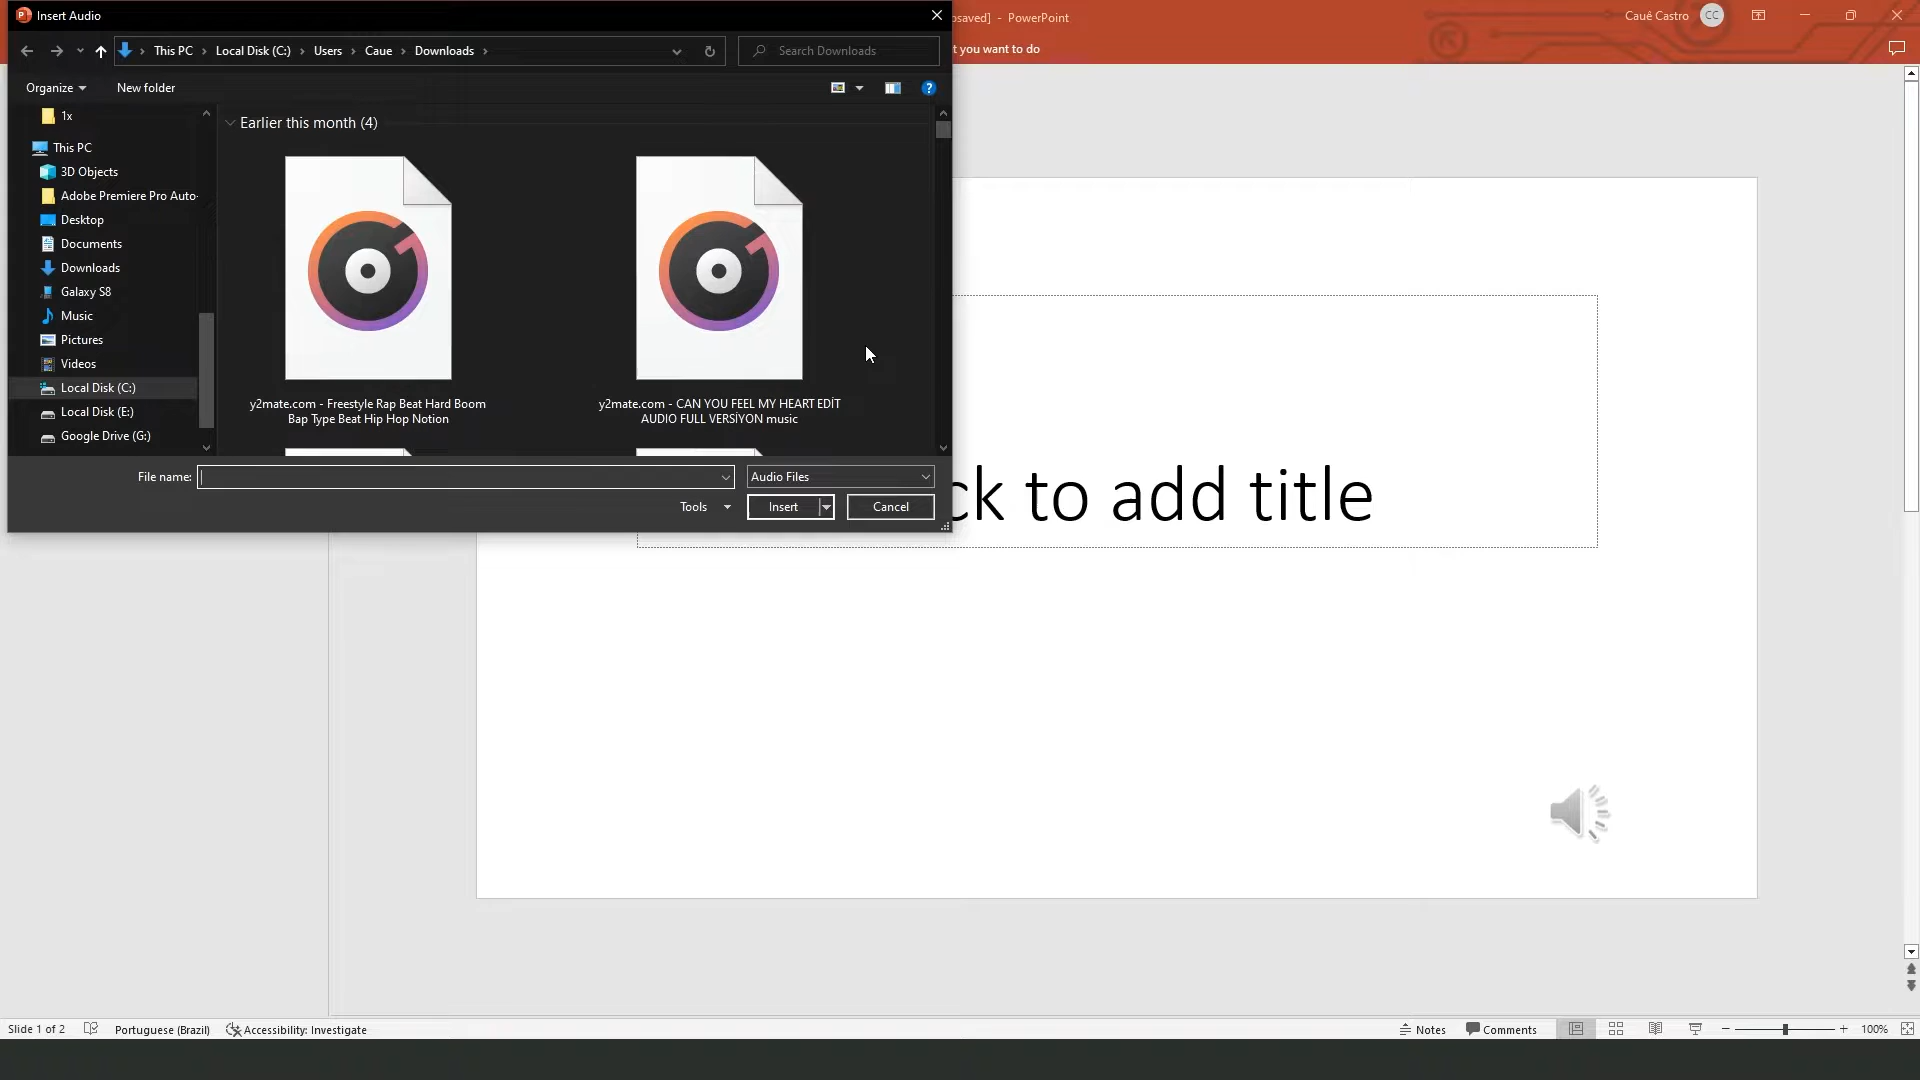 Insert Audio
osaved] - PowerPoint
Cauê Castro
CC
This PC
Local Disk (C:)
Users
Caue
Downloads
Search Downloads
t you want to do
Organize
New folder
1x
Earlier this month (4)
This PC
3D Objects
Adobe Premiere Pro Auto-
Desktop
Documents
Downloads
Galaxy S8
Music
Pictures
Videos
Local Disk (C:)
Local Disk (E:)
Google Drive (G:)
y2mate.com - Freestyle Rap Beat Hard Boom
Bap Type Beat Hip Hop Notion
y2mate.com - CAN YOU FEEL MY HEART EDİT
AUDIO FULL VERSİYON music
File name:
Audio Files
Tools
Insert
Cancel
ck to add title
Slide 1 of 2
Portuguese (Brazil)
Accessibility: Investigate
Notes
Comments
100%